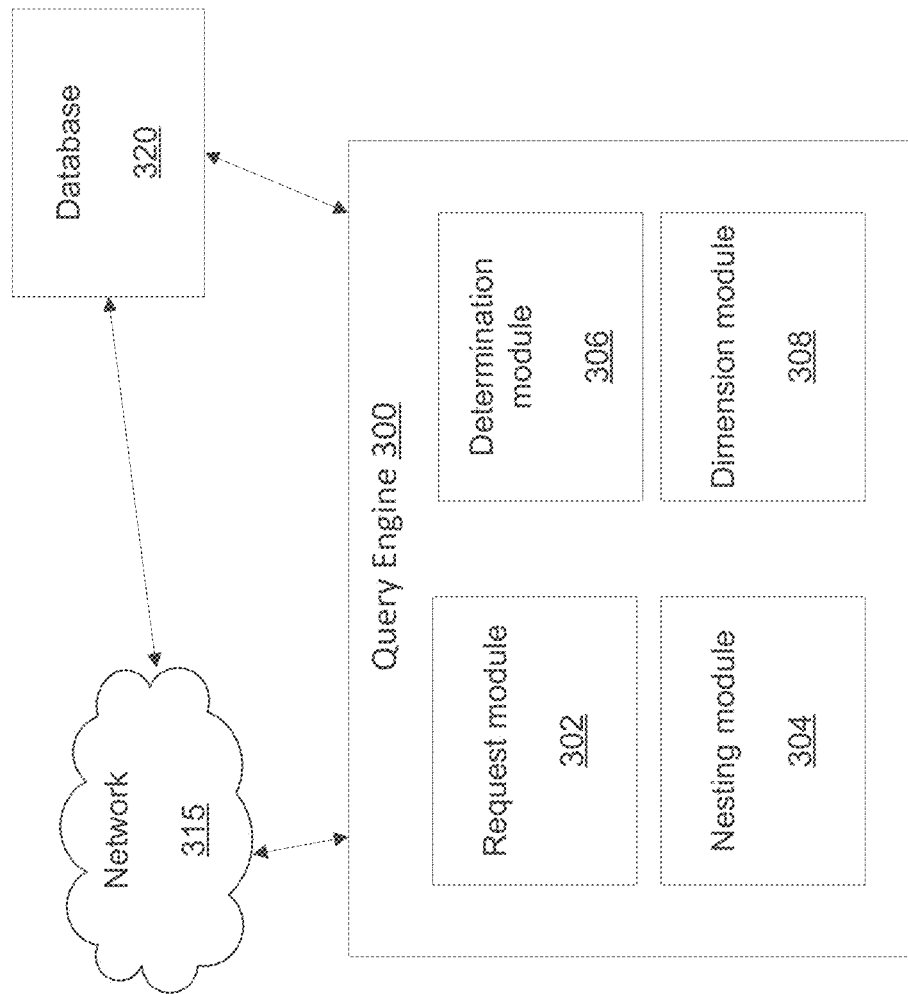 Network
315
Database
320
Query Engine 300
Request module
302
Determination
module
306
Nesting module
304
Dimension module
308